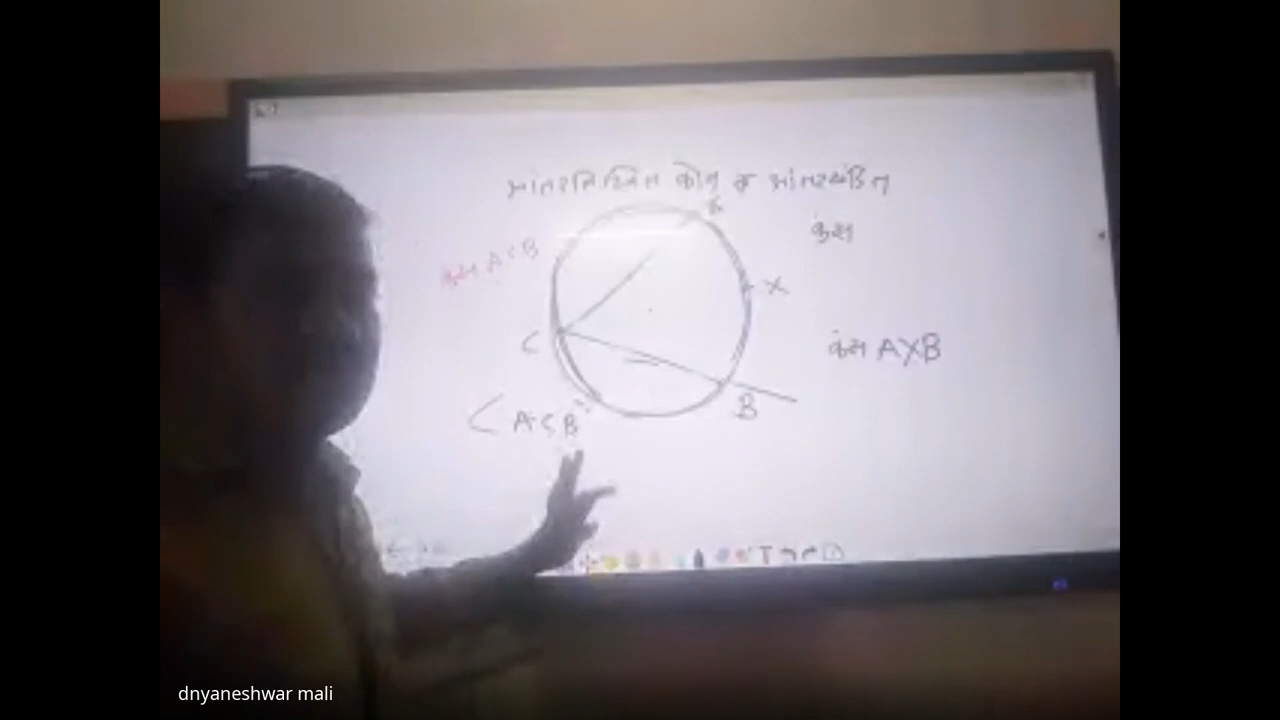 आंतरलिखित कोन व आंतरखंडित
कंस
कंस ACB
X
C
कंस AXB
B
< ACB
dnyaneshwar mali